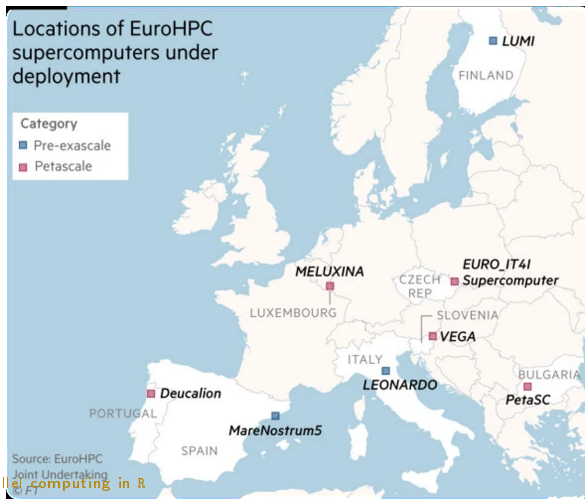 Locations of EuroHPC
supercomputers under
deployment
Category
Pre-exascale
Petascale
LUMI
FINLAND
MELUXINA
LUXEMBOURG
CZECH
REP
EURO_IT4I
Supercomputer
SLOVENIA
VEGA
ITALY
LEONARDO
BULGARIA
PetaSC
Deucalion
PORTUGAL
MareNostrum5
SPAIN
Source: EuroHPC
Joint Undertaking
computing in R
© FT